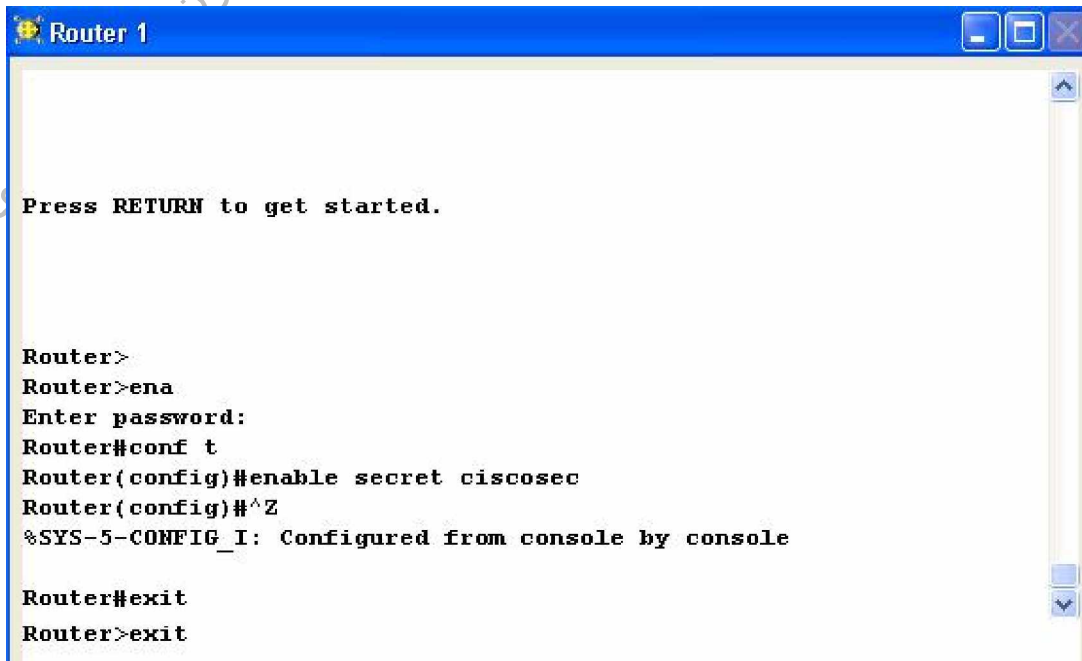 Router 1
Press RETURN to get started.
Router>
Router>ena
Enter password:
Router#conf t
Router(config)#enable secret ciscosec
Router(config)#^Z
%SYS-5-CONFIG_I: Configured from console by console
Router#exit
Router>exit